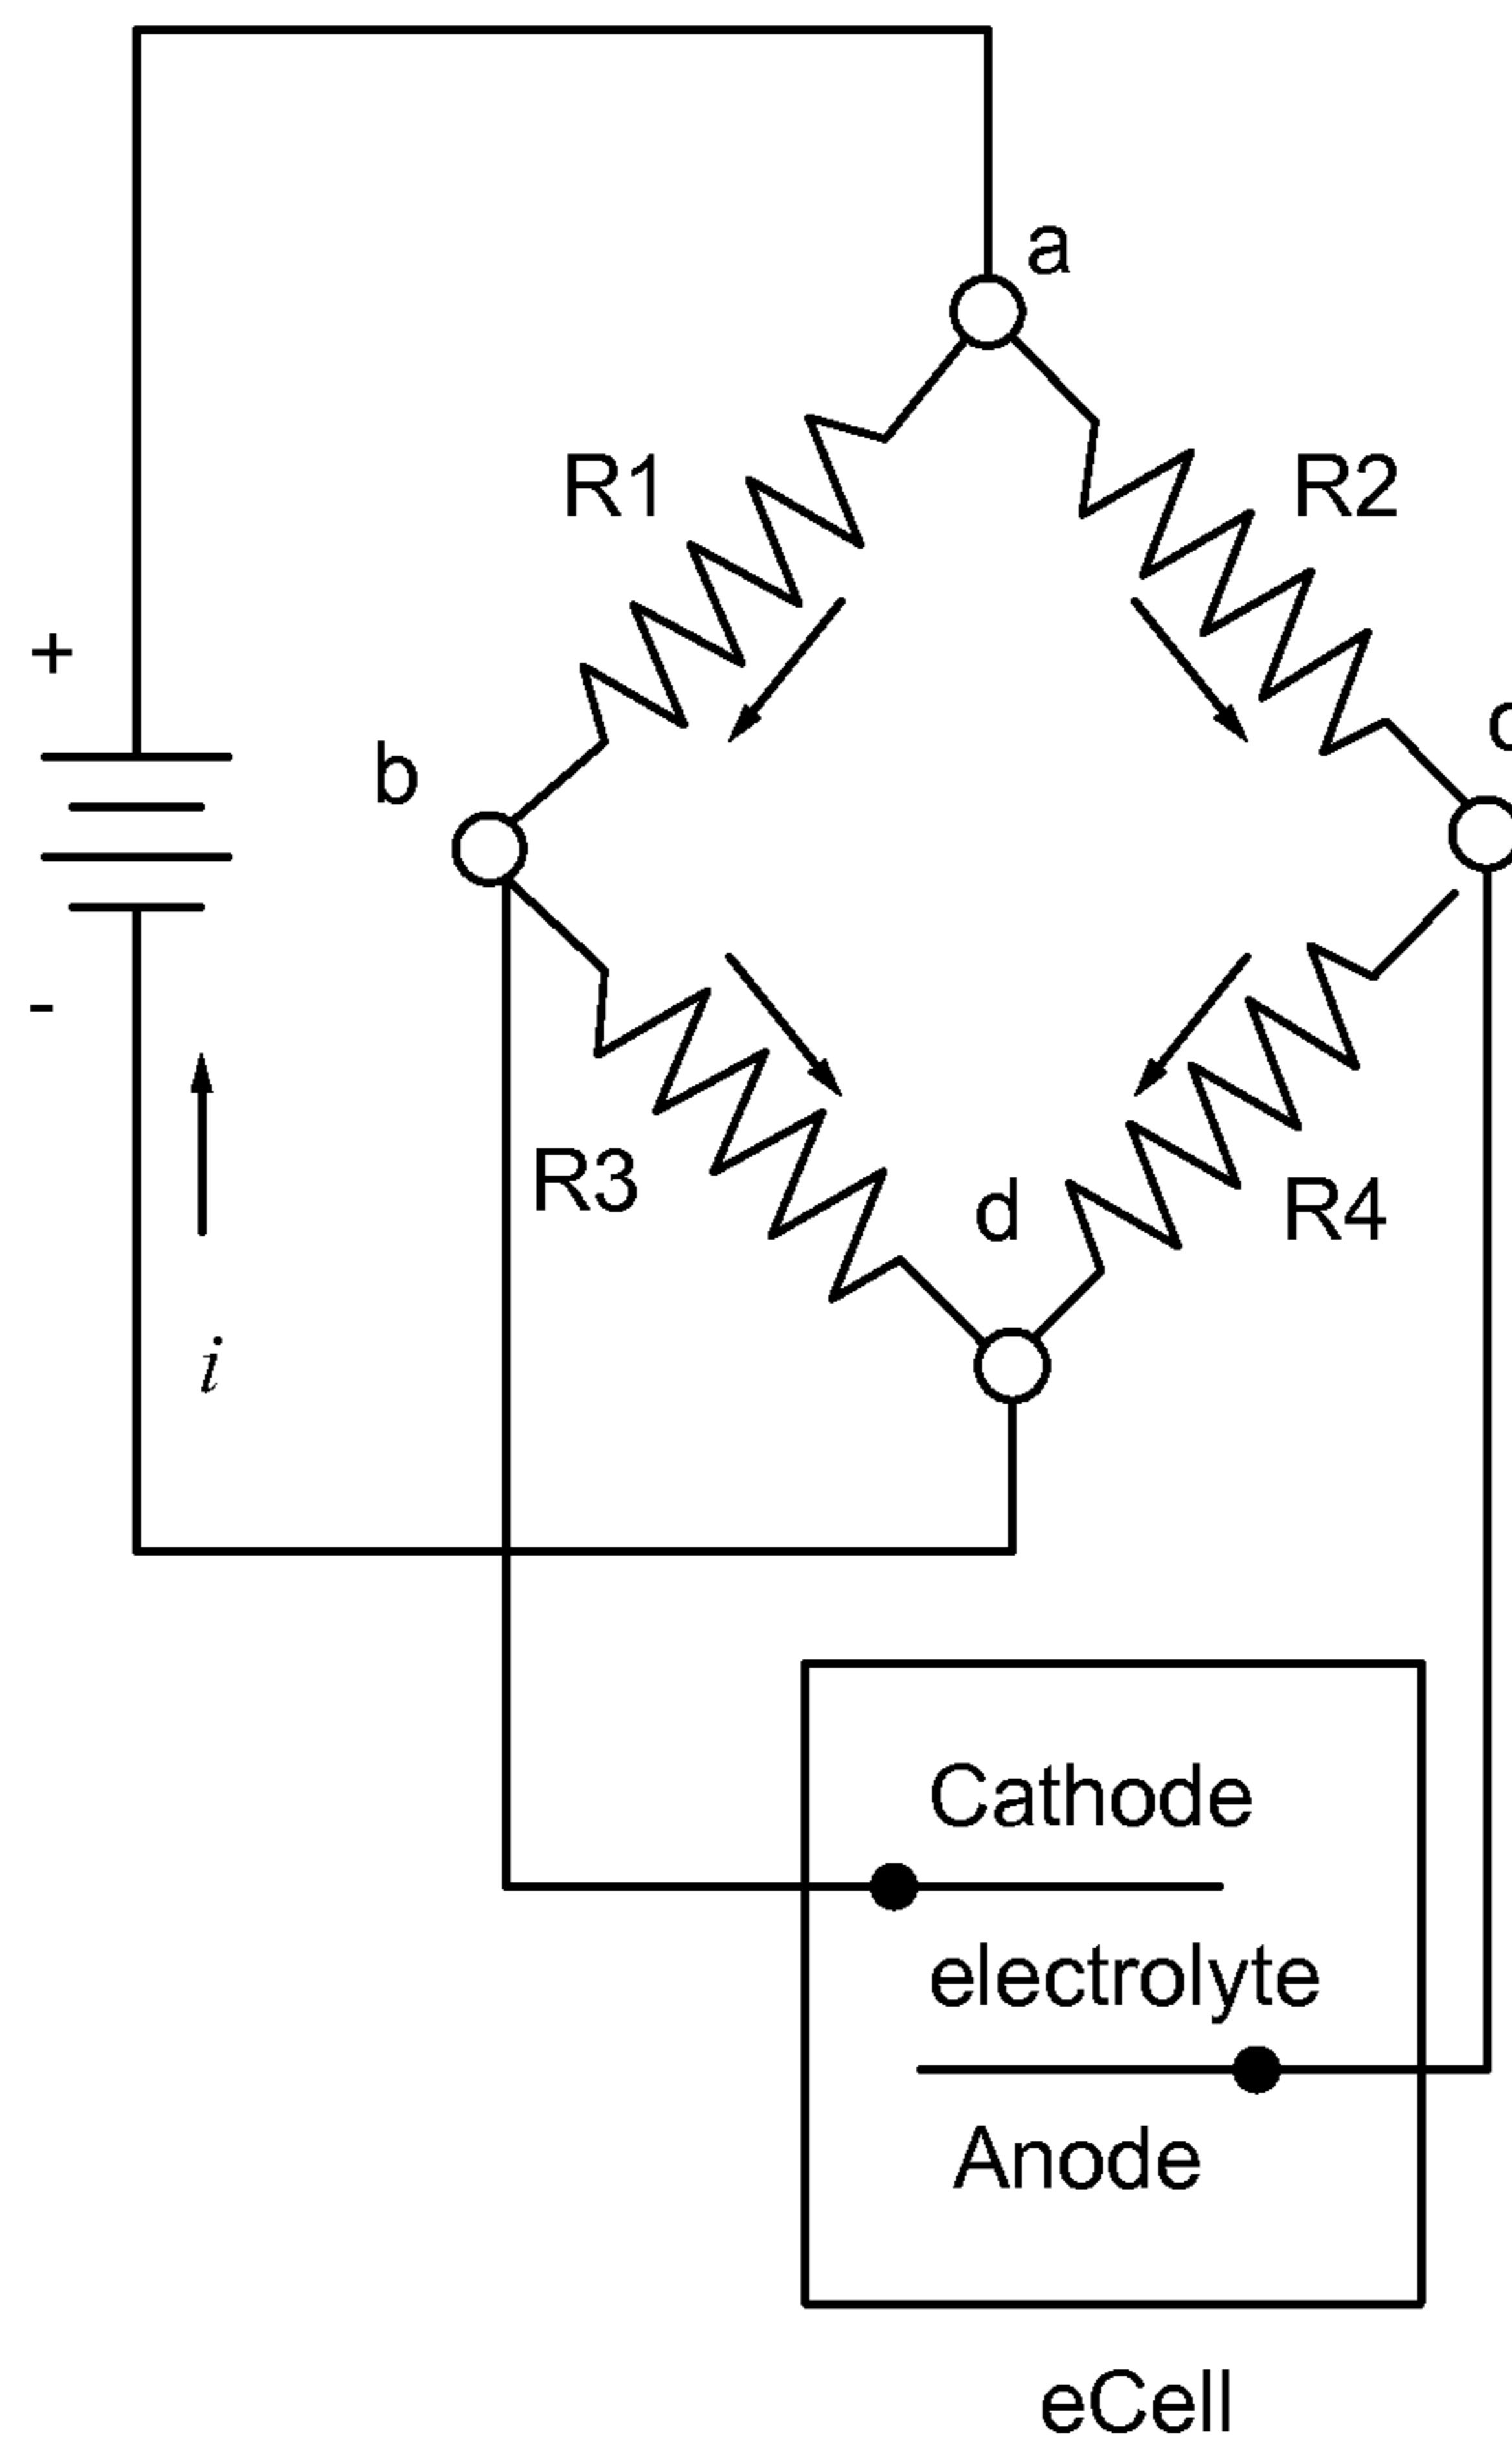 a
R1
R2
+
b
c
-
R3
d
R4
i
Cathode
electrolyte
Anode
eCell